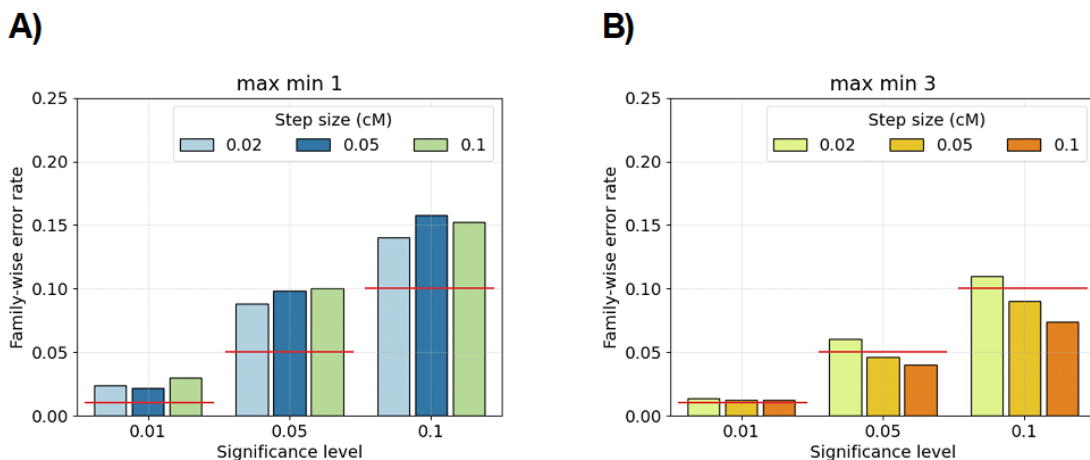 A)
max min 1
Step size (cM)
0.02 0.05 0.1
0.25
0.20
0.15
0.10
0.05
0.00
Family-wise error rate
0.01 0.05 0.1
Significance level
B)
max min 3
Step size (cM)
0.02 0.05 0.1
0.25
0.20
0.15
0.10
0.05
0.00
Family-wise error rate
0.01 0.05 0.1
Significance level